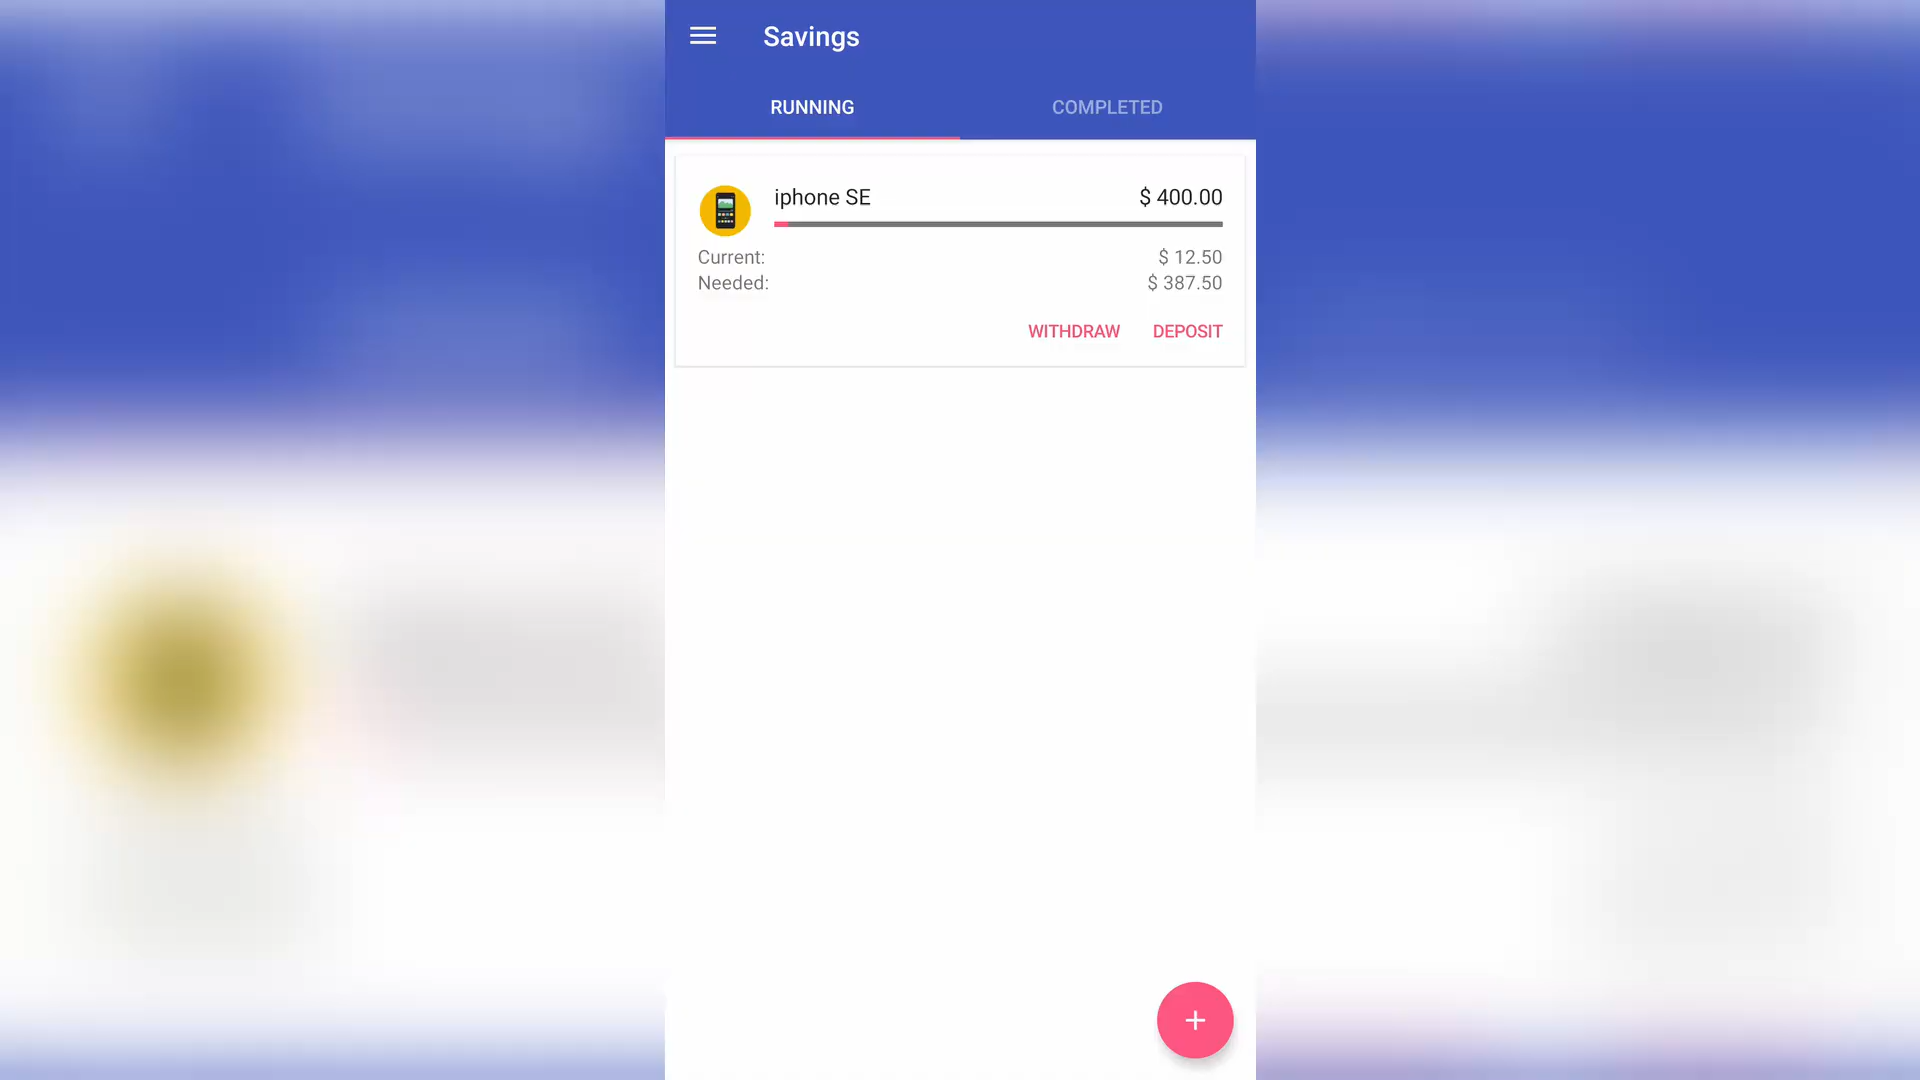 Savings
RUNNING COMPLETED
iphone SE $ 400.00
Current: $ 12.50
Needed: $ 387.50
WITHDRAW DEPOSIT
+